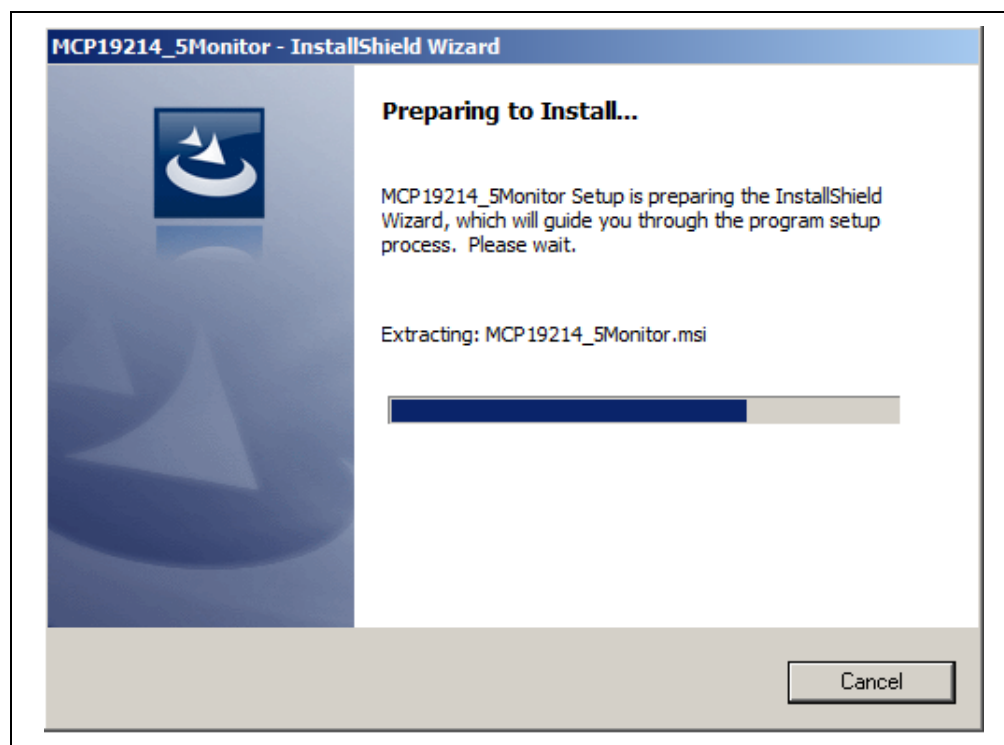 MCP19214_5Monitor - InstallShield Wizard
Preparing to Install...
MCP19214_5Monitor Setup is preparing the InstallShield
Wizard, which will guide you through the program setup
process.  Please wait.
Extracting: MCP19214_5Monitor.msi
Cancel